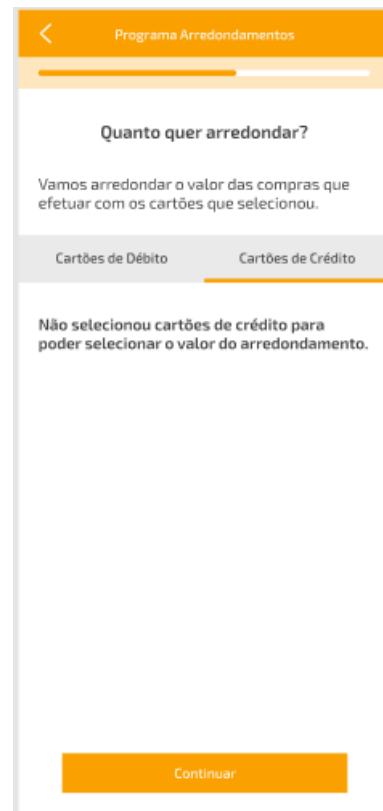 Programa Arredondamentos
Quanto quer arredondar?
Vamos arredondar o valor das compras que
efetuar com os cartões que selecionou.
Cartões de Débito
Cartões de Crédito
Não selecionou cartões de crédito para
poder selecionar o valor do arredondamento.
Continuar